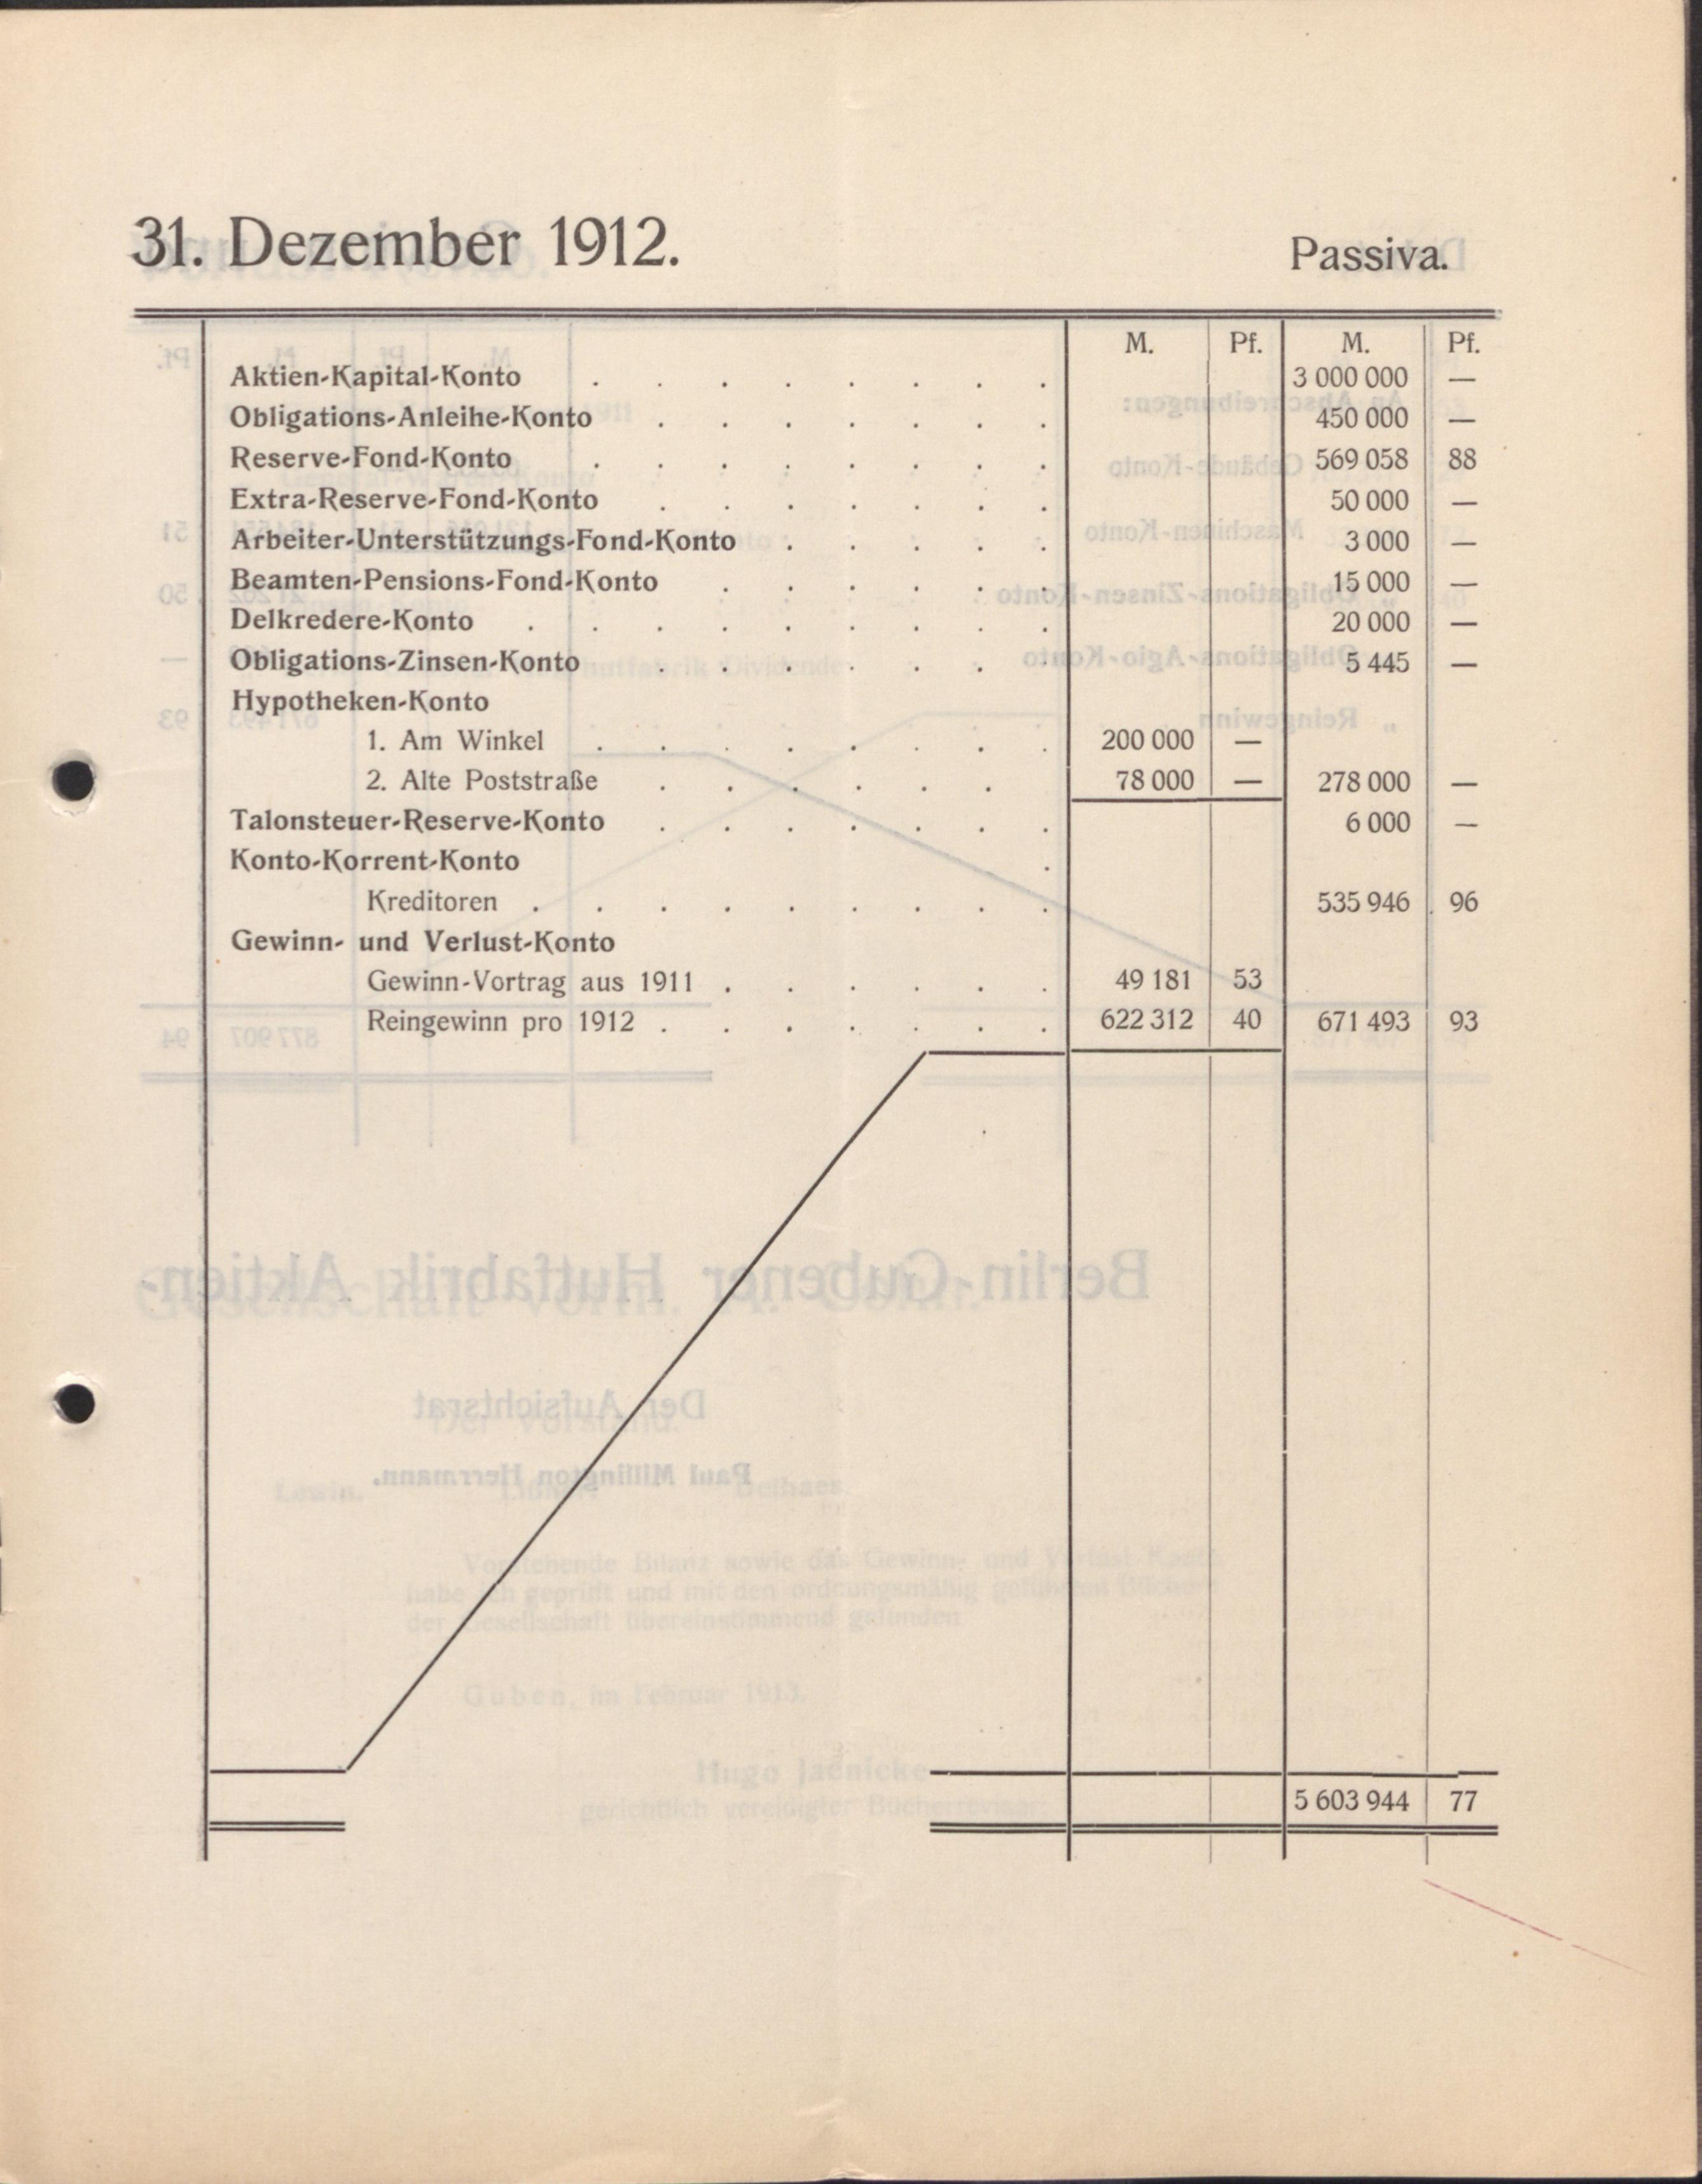 31. Dezember 1912.
Passiva.
M. Pf. M. Pf.
Aktien-Kapital-Konto . . . . . . . . 3 000 000 —
Obligations-Anleihe-Konto . . . . . . . 450 000 —
Reserve-Fond-Konto . . . . . . . . 569 058 88
Extra-Reserve-Fond-Konto . . . . . . . 50 000 —
Arbeiter-Unterstützungs-Fond-Konto . . . . . 3 000 —
Beamten-Pensions-Fond-Konto . . . . . . 15 000 —
Delkredere-Konto . . . . . . . . . 20 000 —
Obligations-Zinsen-Konto . . . . . . . 5 445 —
Hypotheken-Konto
1. Am Winkel . . . . . . . . 200 000 —
2. Alte Poststraße . . . . . . 78 000 — 278 000 —
Talonsteuer-Reserve-Konto . . . . . . . 6 000 —
Konto-Korrent-Konto .
Kreditoren . . . . . . . . . 535 946 96
Gewinn- und Verlust-Konto
Gewinn-Vortrag aus 1911 . . . . . . 49 181 53
Reingewinn pro 1912 . . . . . . . 622 312 40 671 493 93
5 603 944 77